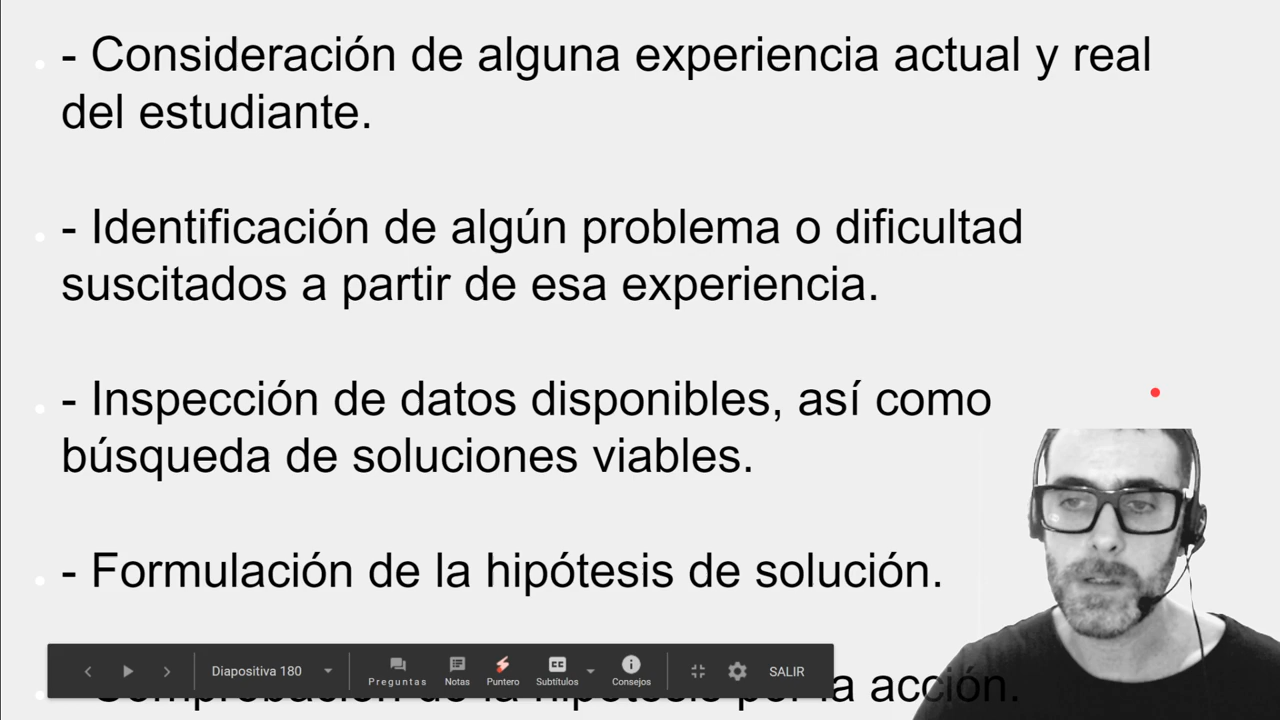 - Consideración de alguna experiencia actual y real
del estudiante.
- Identificación de algún problema o dificultad
suscitados a partir de esa experiencia.
- Inspección de datos disponibles, así como
búsqueda de soluciones viables.
- Formulación de la hipótesis de solución.
- Comprobación de la hipótesis por la acción.
Diapositiva 180 Preguntas Notas Puntero CC Subtítulos Consejos SALIR